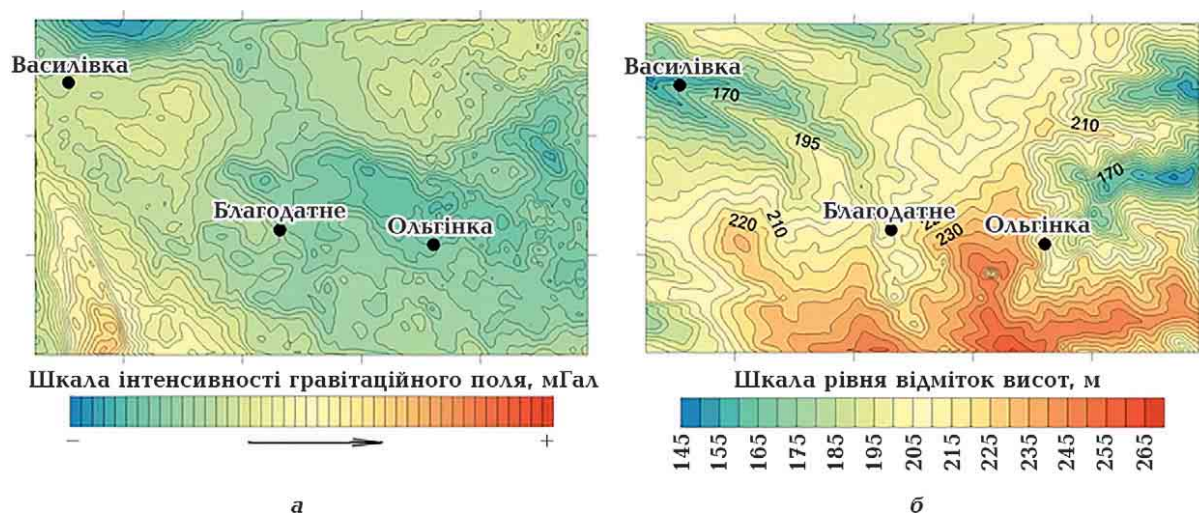 Василівка
Благодатне
Ольгінка
Шкала інтенсивності гравітаційного поля, мГал
− +
а
Василівка
170
195
210
170
Благодатне
Ольгінка
220
210
230
Шкала рівня відміток висот, м
145 155 165 175 185 195 205 215 225 235 245 255 265
б